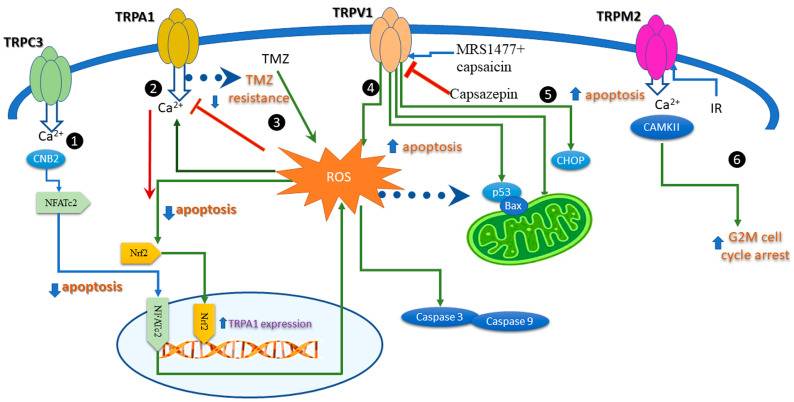 TRPC3
TRPA1
TRPV1
TRPM2
TMZ
MRS1477+
capsaicin
Capsazepin
2
TMZ
resistance
Ca2+
3
4
5
apoptosis
Ca2+
IR
Ca2+
1
CNB2
CAMKII
apoptosis
CHOP
6
NFATc2
ROS
p53
Bax
apoptosis
Nrf2
G2M cell
cycle arrest
apoptosis
NFATc2
Nrf2
TRPA1 expression
Caspase 3
Caspase 9